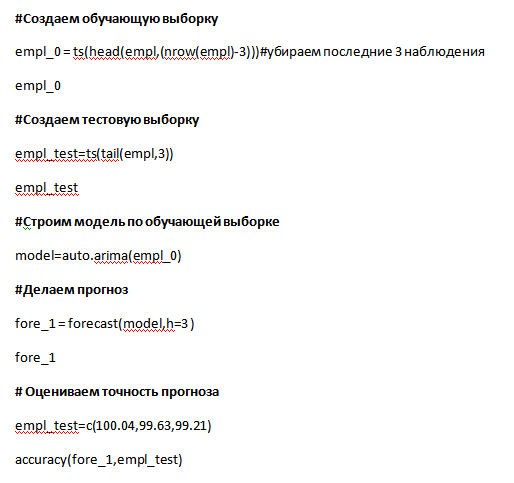 #Создаем обучающую выборку
empl_0 = ts(head(empl,(nrow(empl)-3)))#убираем последние 3 наблюдения
empl_0
#Создаем тестовую выборку
empl_test=ts(tail(empl,3))
empl_test
#Строим модель по обучающей выборке
model=auto.arima(empl_0)
#Делаем прогноз
fore_1 = forecast(model,h=3 )
fore_1
# Оцениваем точность прогноза
empl_test=c(100.04,99.63,99.21)
accuracy(fore_1,empl_test)